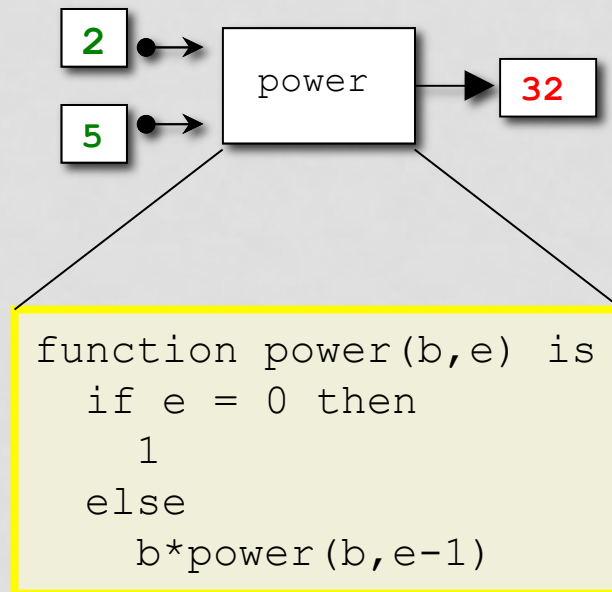 2
5
power
32
function power(b,e) is
  if e = 0 then
    1
  else
    b*power(b,e-1)